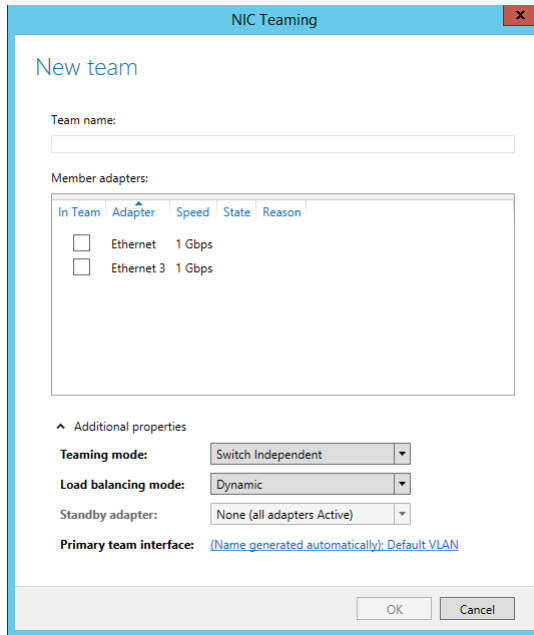 NIC Teaming
x
New team
Team name:
Member adapters:
In Team Adapter Speed State Reason
Ethernet 1 Gbps
Ethernet 3 1 Gbps
Additional properties
Teaming mode: Switch Independent
Load balancing mode: Dynamic
Standby adapter: None (all adapters Active)
Primary team interface: (Name generated automatically); Default VLAN
OK Cancel